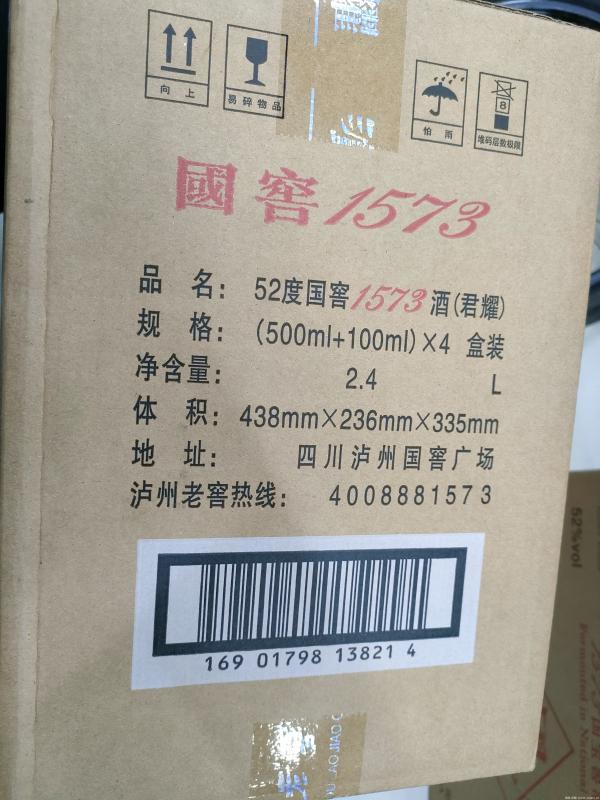 向上
易碎物品
怕雨
8
堆码层数极限
國窖1573
品名：52度国窖1573酒(君耀)
规格：(500ml+100ml)×4 盒装
净含量：2.4 L
体积：438mm×236mm×335mm
地址：四川泸州国窖广场
泸州老窖热线：4008881573
169 01798 13821 4
52%vol